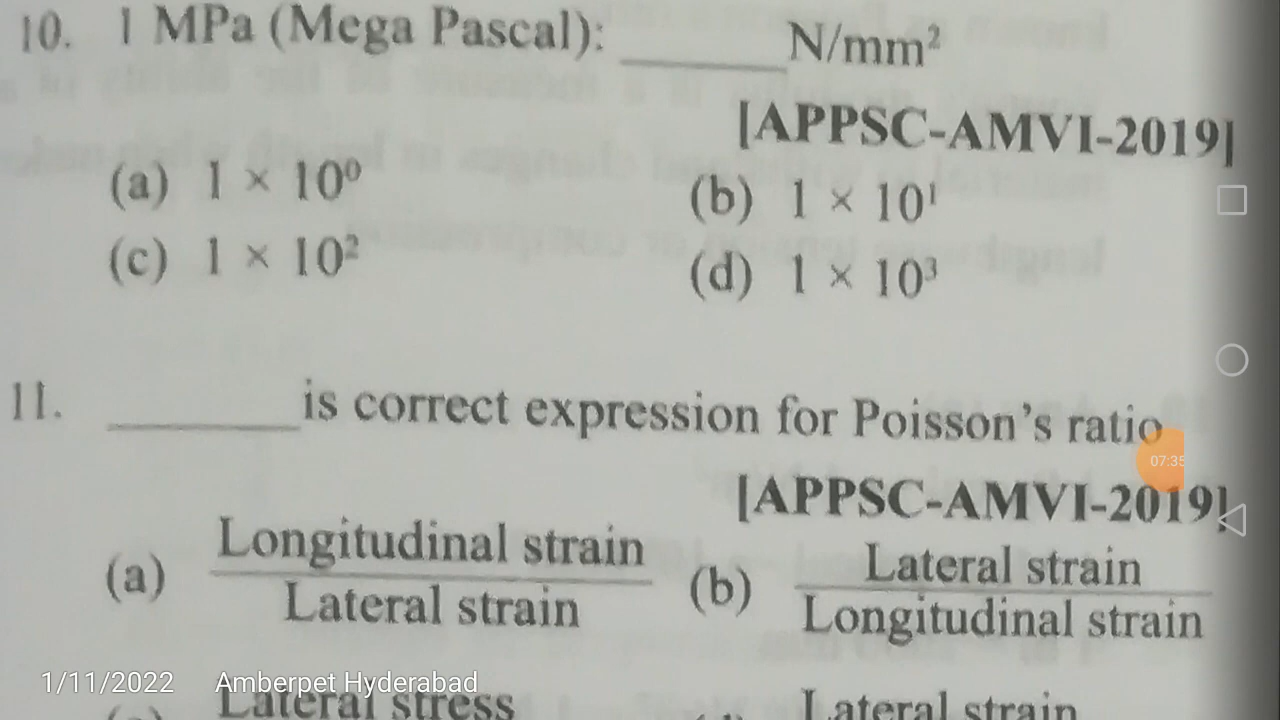 10. 1 MPa (Mega Pascal): ______ N/mm²
[APPSC-AMVI-2019]
(a) 1 × 10⁰ (b) 1 × 10¹
(c) 1 × 10² (d) 1 × 10³
11. ______ is correct expression for Poisson's ratio
07:35
[APPSC-AMVI-2019]
(a) Longitudinal strain
Lateral strain
(b) Lateral strain
Longitudinal strain
1/11/2022 Amberpet Hyderabad
Lateral stress
Lateral strain